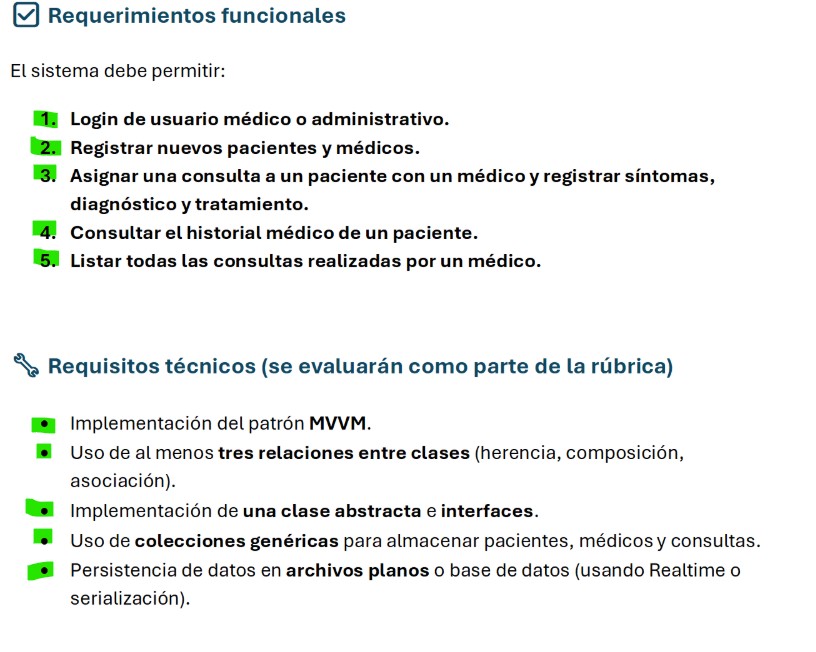 Requerimientos funcionales
El sistema debe permitir:
1. Login de usuario médico o administrativo.
2. Registrar nuevos pacientes y médicos.
3. Asignar una consulta a un paciente con un médico y registrar síntomas,
diagnóstico y tratamiento.
4. Consultar el historial médico de un paciente.
5. Listar todas las consultas realizadas por un médico.
Requisitos técnicos (se evaluarán como parte de la rúbrica)
• Implementación del patrón MVVM.
• Uso de al menos tres relaciones entre clases (herencia, composición,
asociación).
• Implementación de una clase abstracta e interfaces.
• Uso de colecciones genéricas para almacenar pacientes, médicos y consultas.
• Persistencia de datos en archivos planos o base de datos (usando Realtime o
serialización).